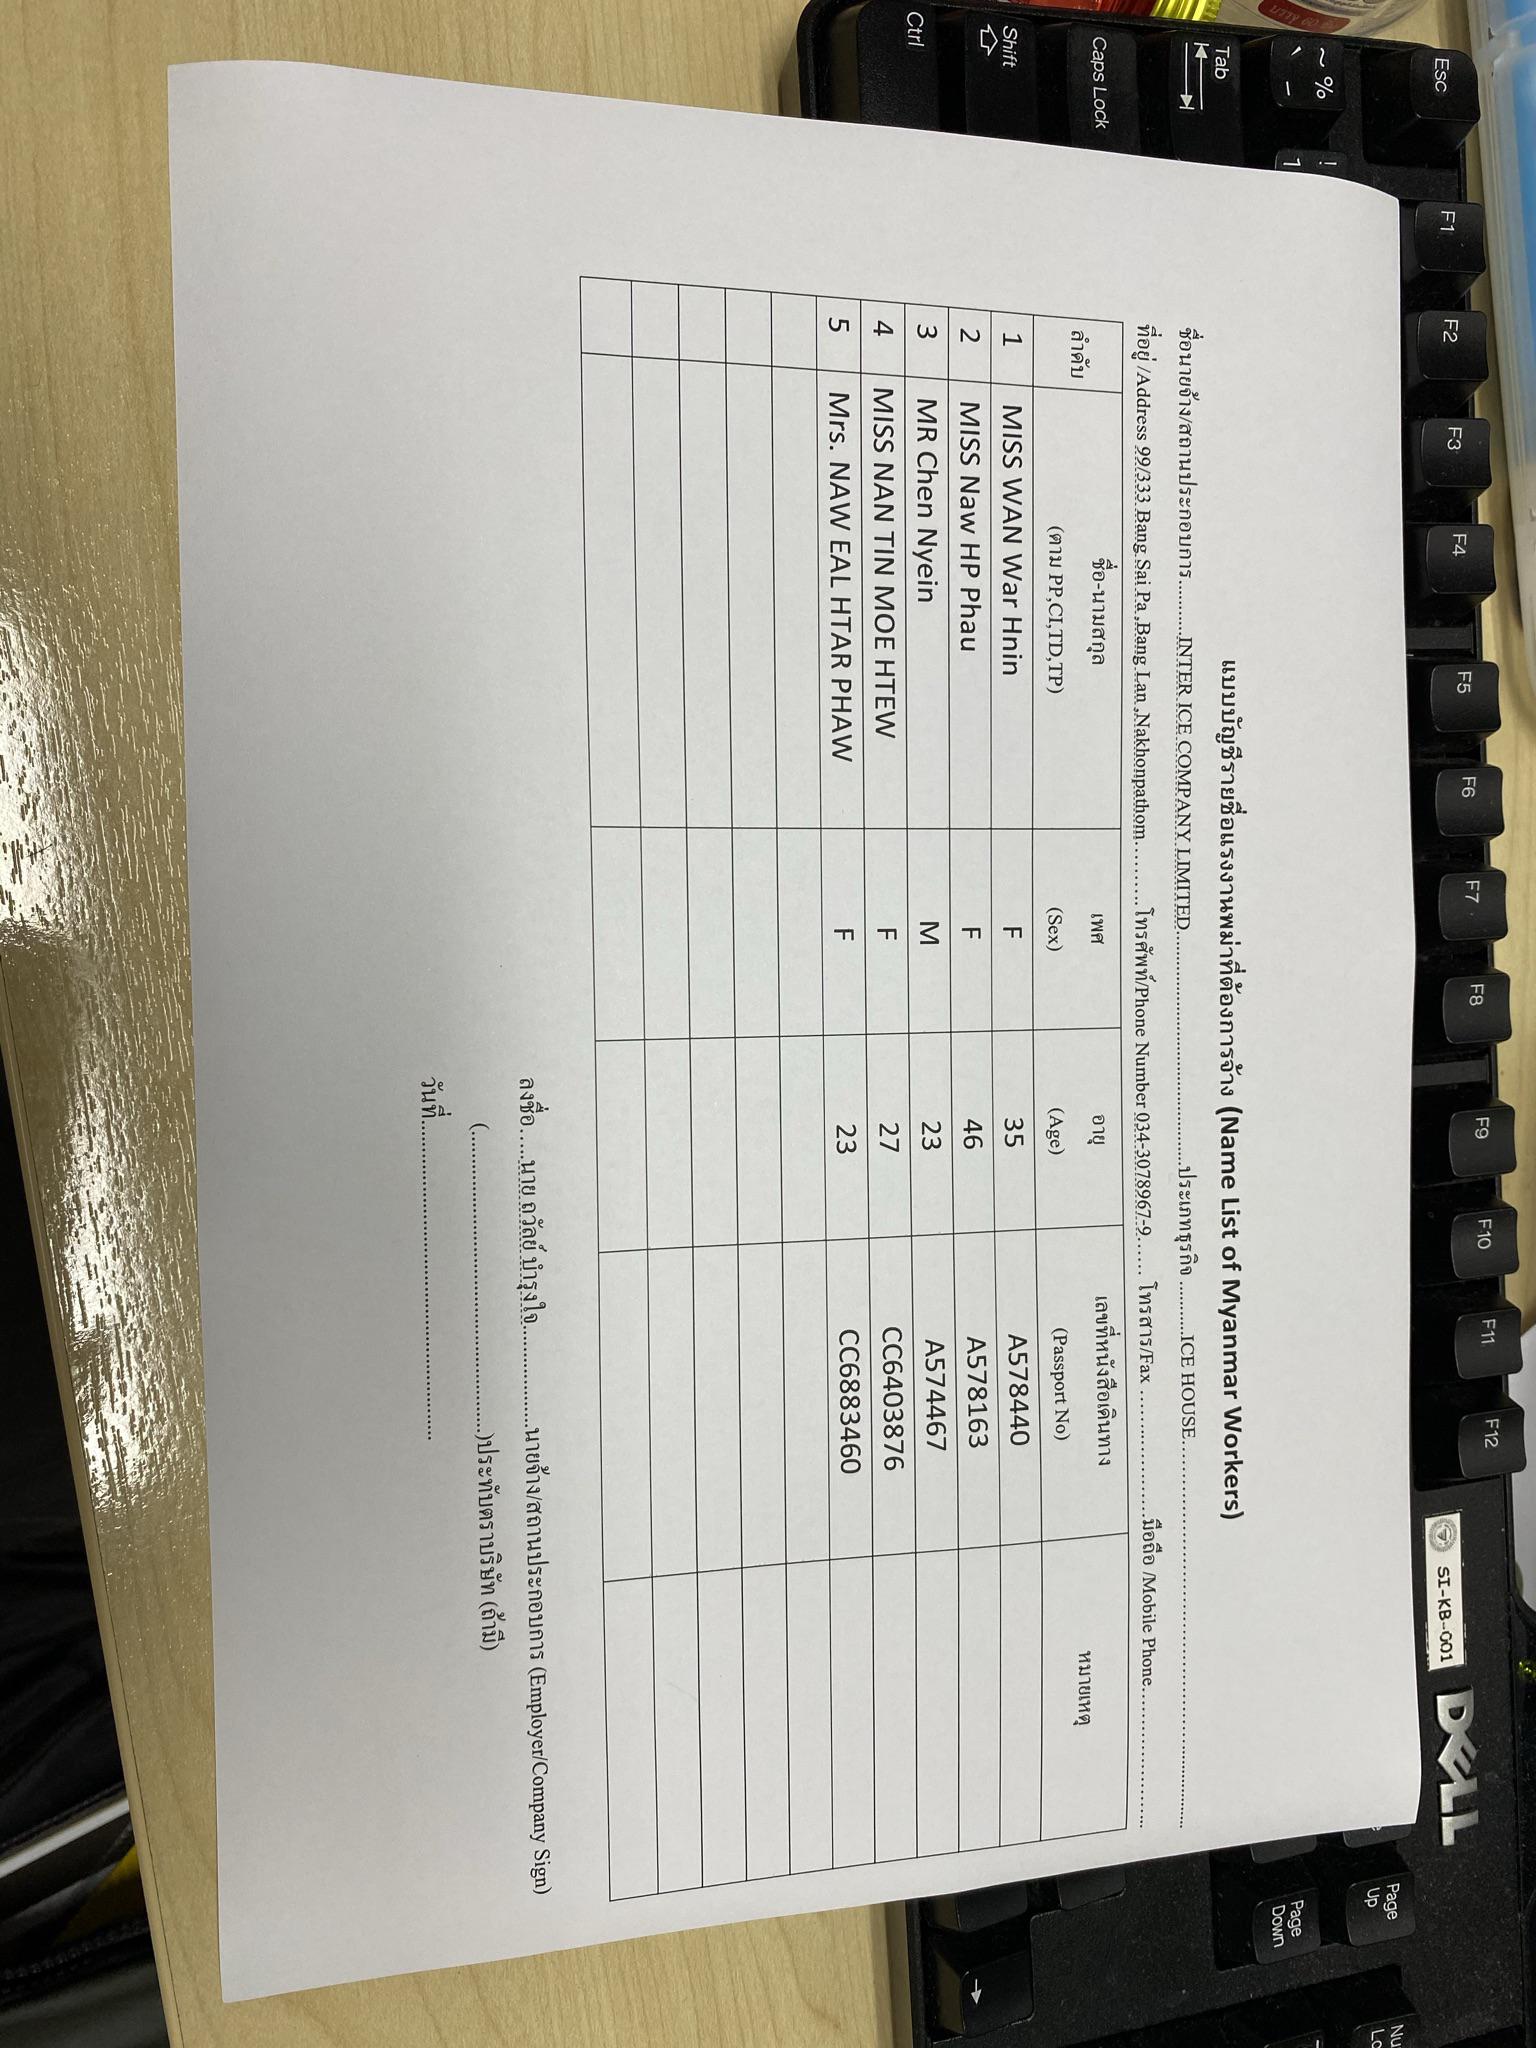 แบบบัญชีรายชื่อแรงงานพม่าที่ต้องการจ้าง (Name List of Myanmar Workers)
ชื่อนายจ้าง/สถานประกอบการ............INTER ICE COMPANY LIMITED............ประเภทธุรกิจ ..........ICE HOUSE............
ที่อยู่ /Address 99/333 Bang Sai Pa ,Bang Lan ,Nakhonpathom..........โทรศัพท์/Phone Number 034-3078967-9...... โทรสาร/Fax ............มือถือ /Mobile Phone............
ลำดับ ชื่อ-นามสกุล (ตาม PP,CI,TD,TP) เพศ (Sex) อายุ (Age) เลขที่หนังสือเดินทาง (Passport No) หมายเหตุ
1 MISS WAN War Hnin F 35 A578440
2 MISS Naw HP Phau F 46 A578163
3 MR Chen Nyein M 23 A574467
4 MISS NAN TIN MOE HTEW F 27 CC6403876
5 Mrs. NAW EAL HTAR PHAW F 23 CC6883460
ลงชื่อ......นาย ถวัลย์ บำรุงใจ............นายจ้าง/สถานประกอบการ (Employer/Company Sign)
(............)ประทับตราบริษัท (ถ้ามี)
วันที่............
Esc F1 F2 F3 F4 F5 F6 F7 F8 F9 F10 F11 F12
SI-KB-001
DELL
~ % ` -
! 1
Tab
Caps Lock
Shift
Ctrl
Page Up
Page Down